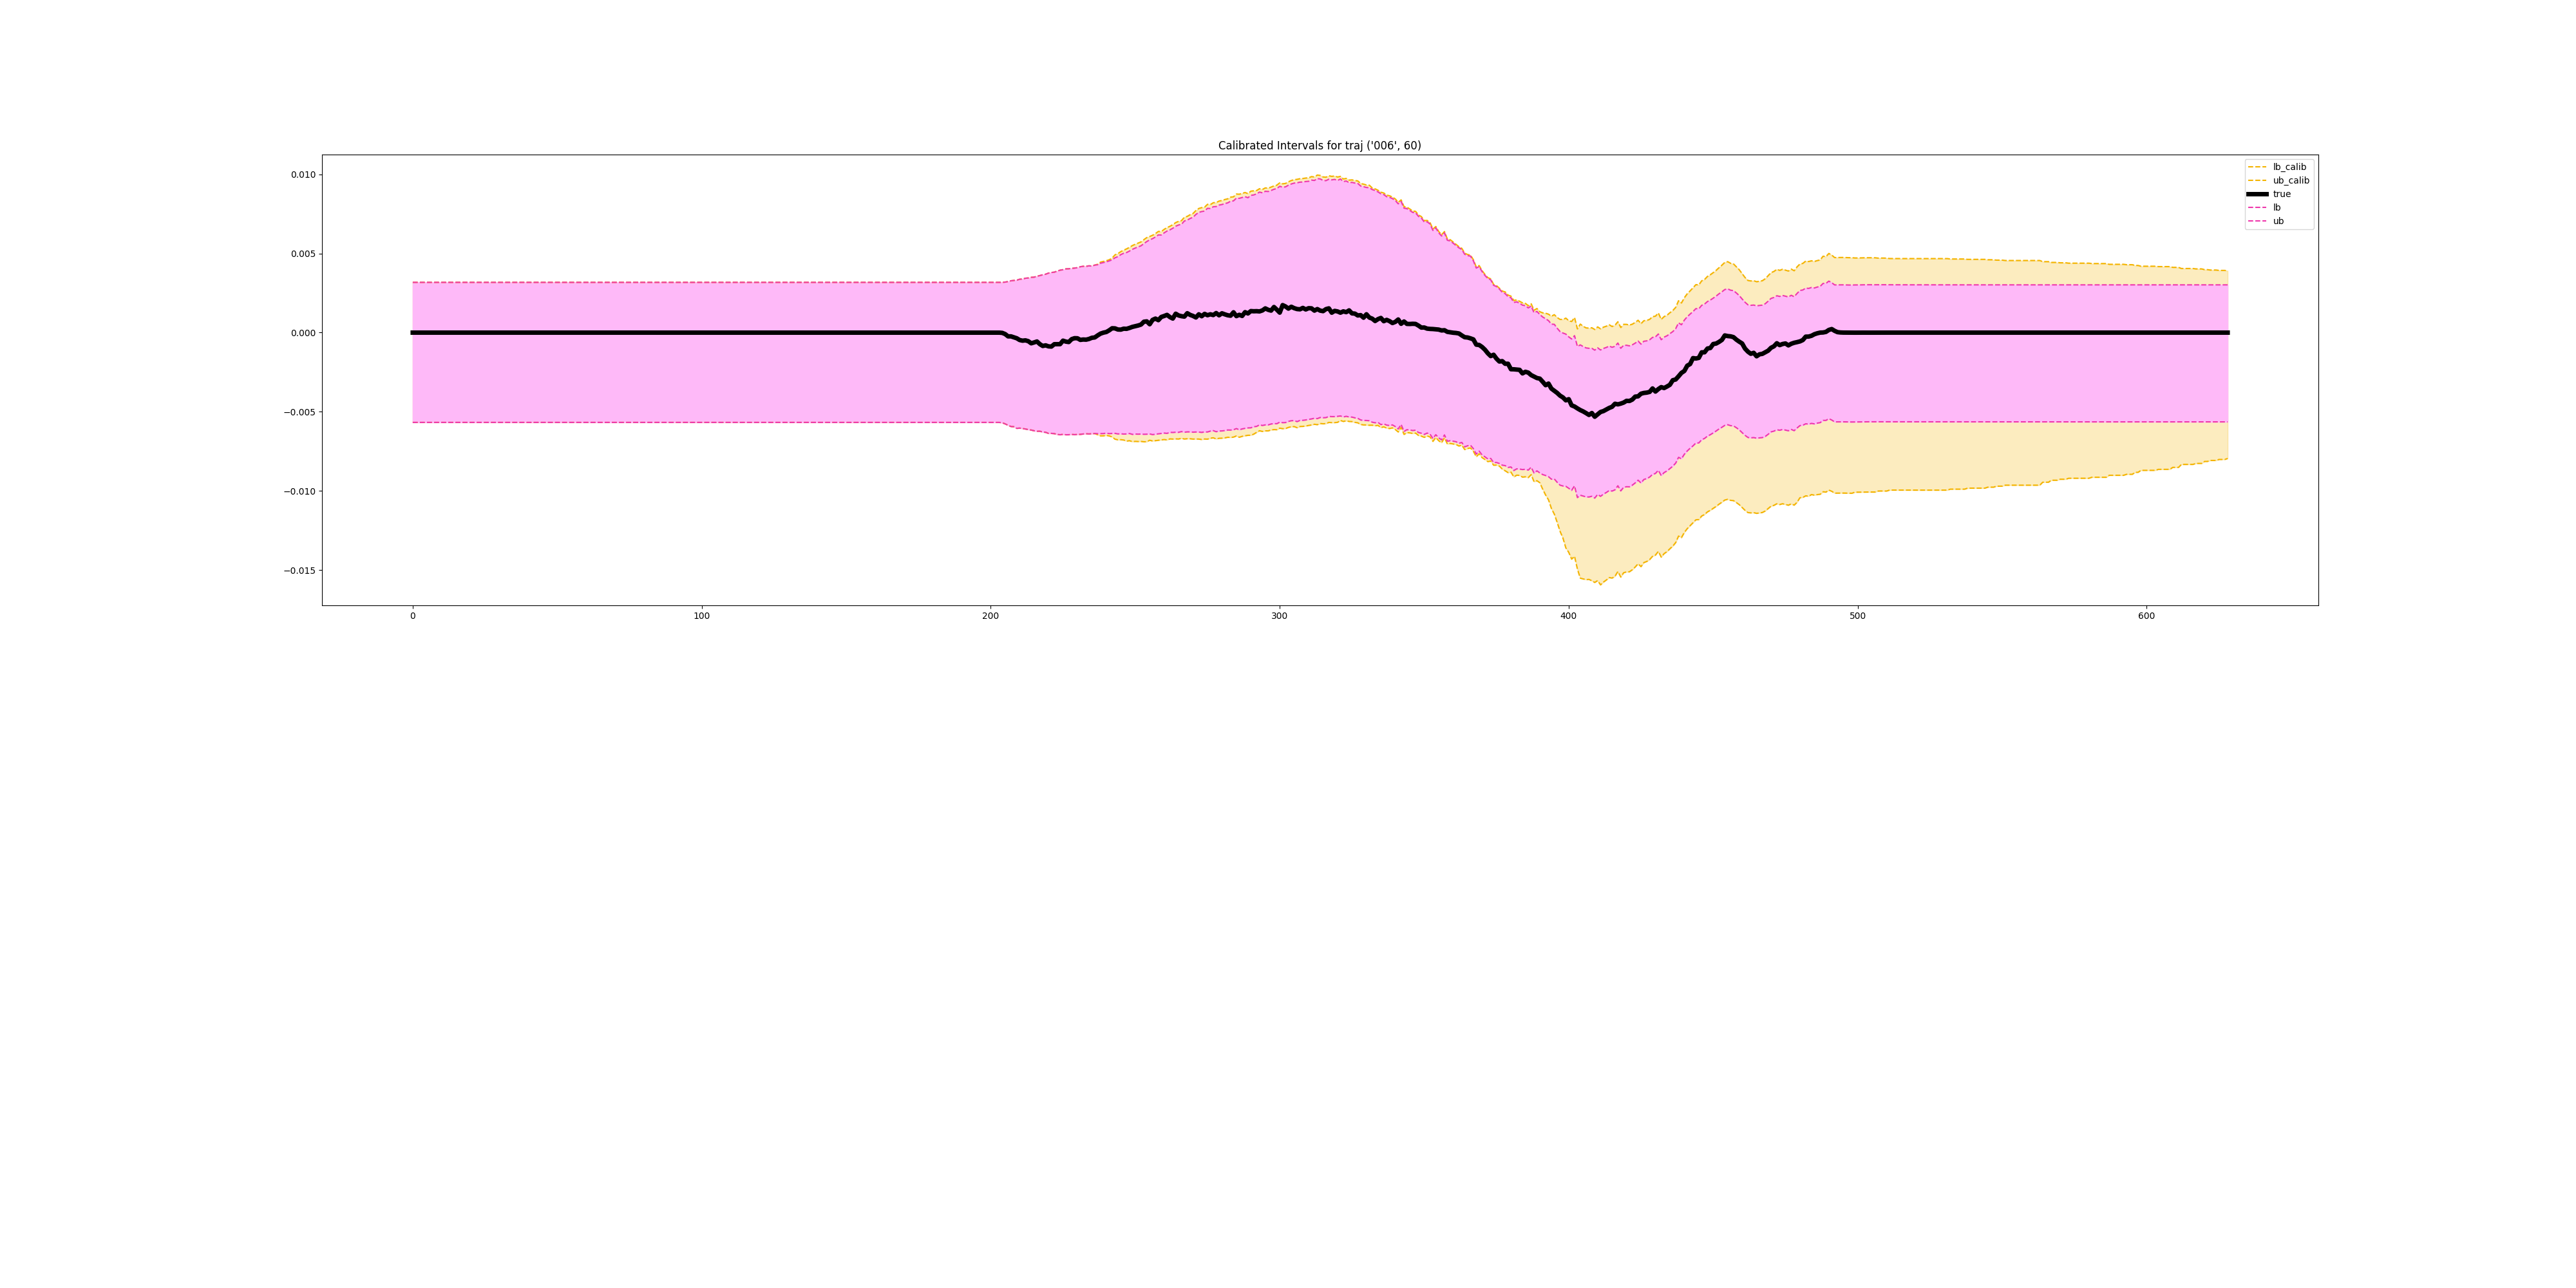 Calibrated Intervals for traj ('006', 60)
lb_calib
ub_calib
true
lb
ub
0.010
0.005
0.000
−0.005
−0.010
−0.015
0 100 200 300 400 500 600